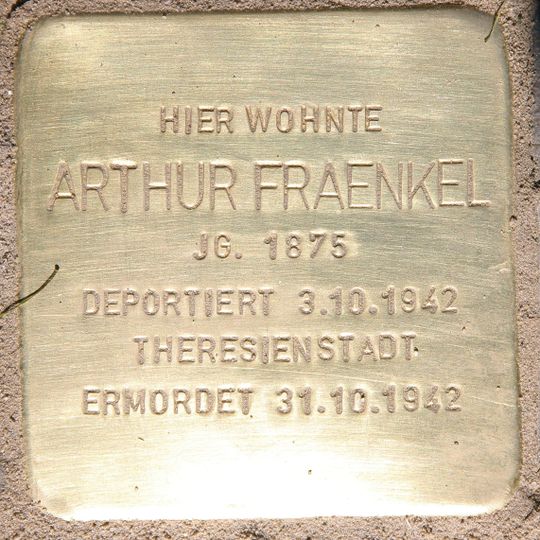 HIER WOHNTE
ARTHUR FRAENKEL
JG. 1875
DEPORTIERT 3.10.1942
THERESIENSTADT
ERMORDET 31.10.1942